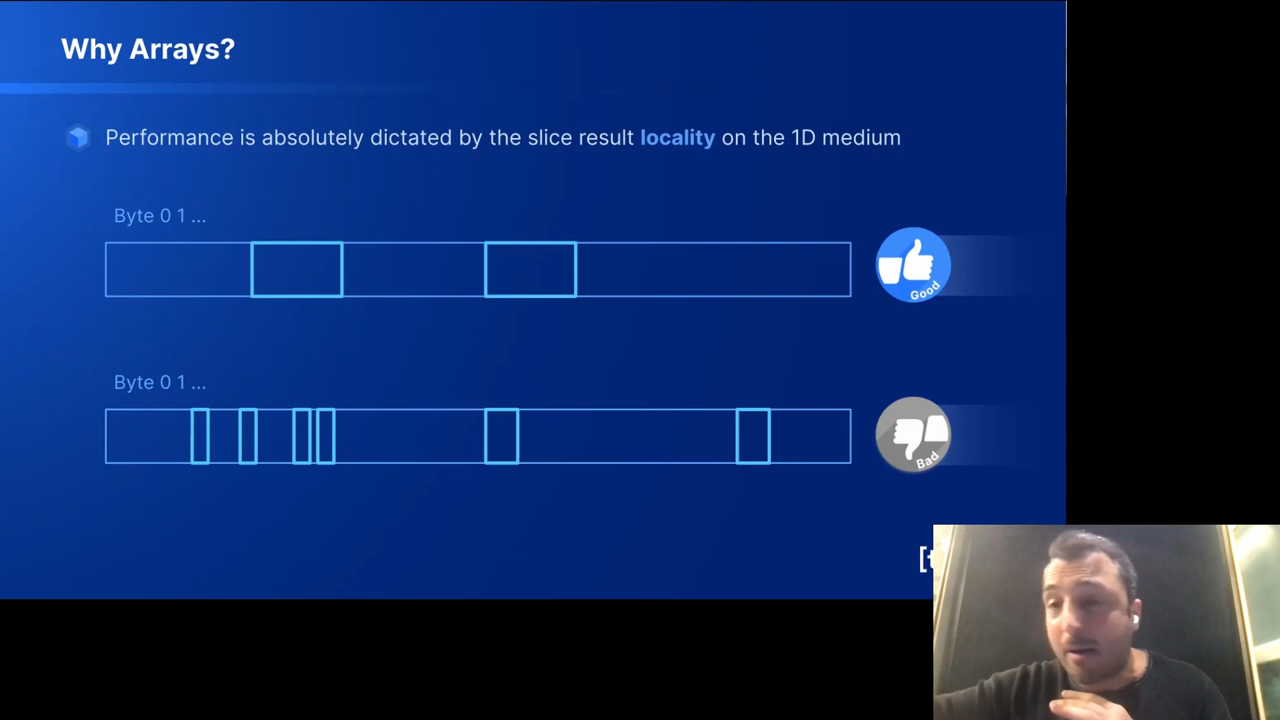 Why Arrays?
Performance is absolutely dictated by the slice result locality on the 1D medium
Byte 0 1 ...
Good
Byte 0 1 ...
Bad
[t